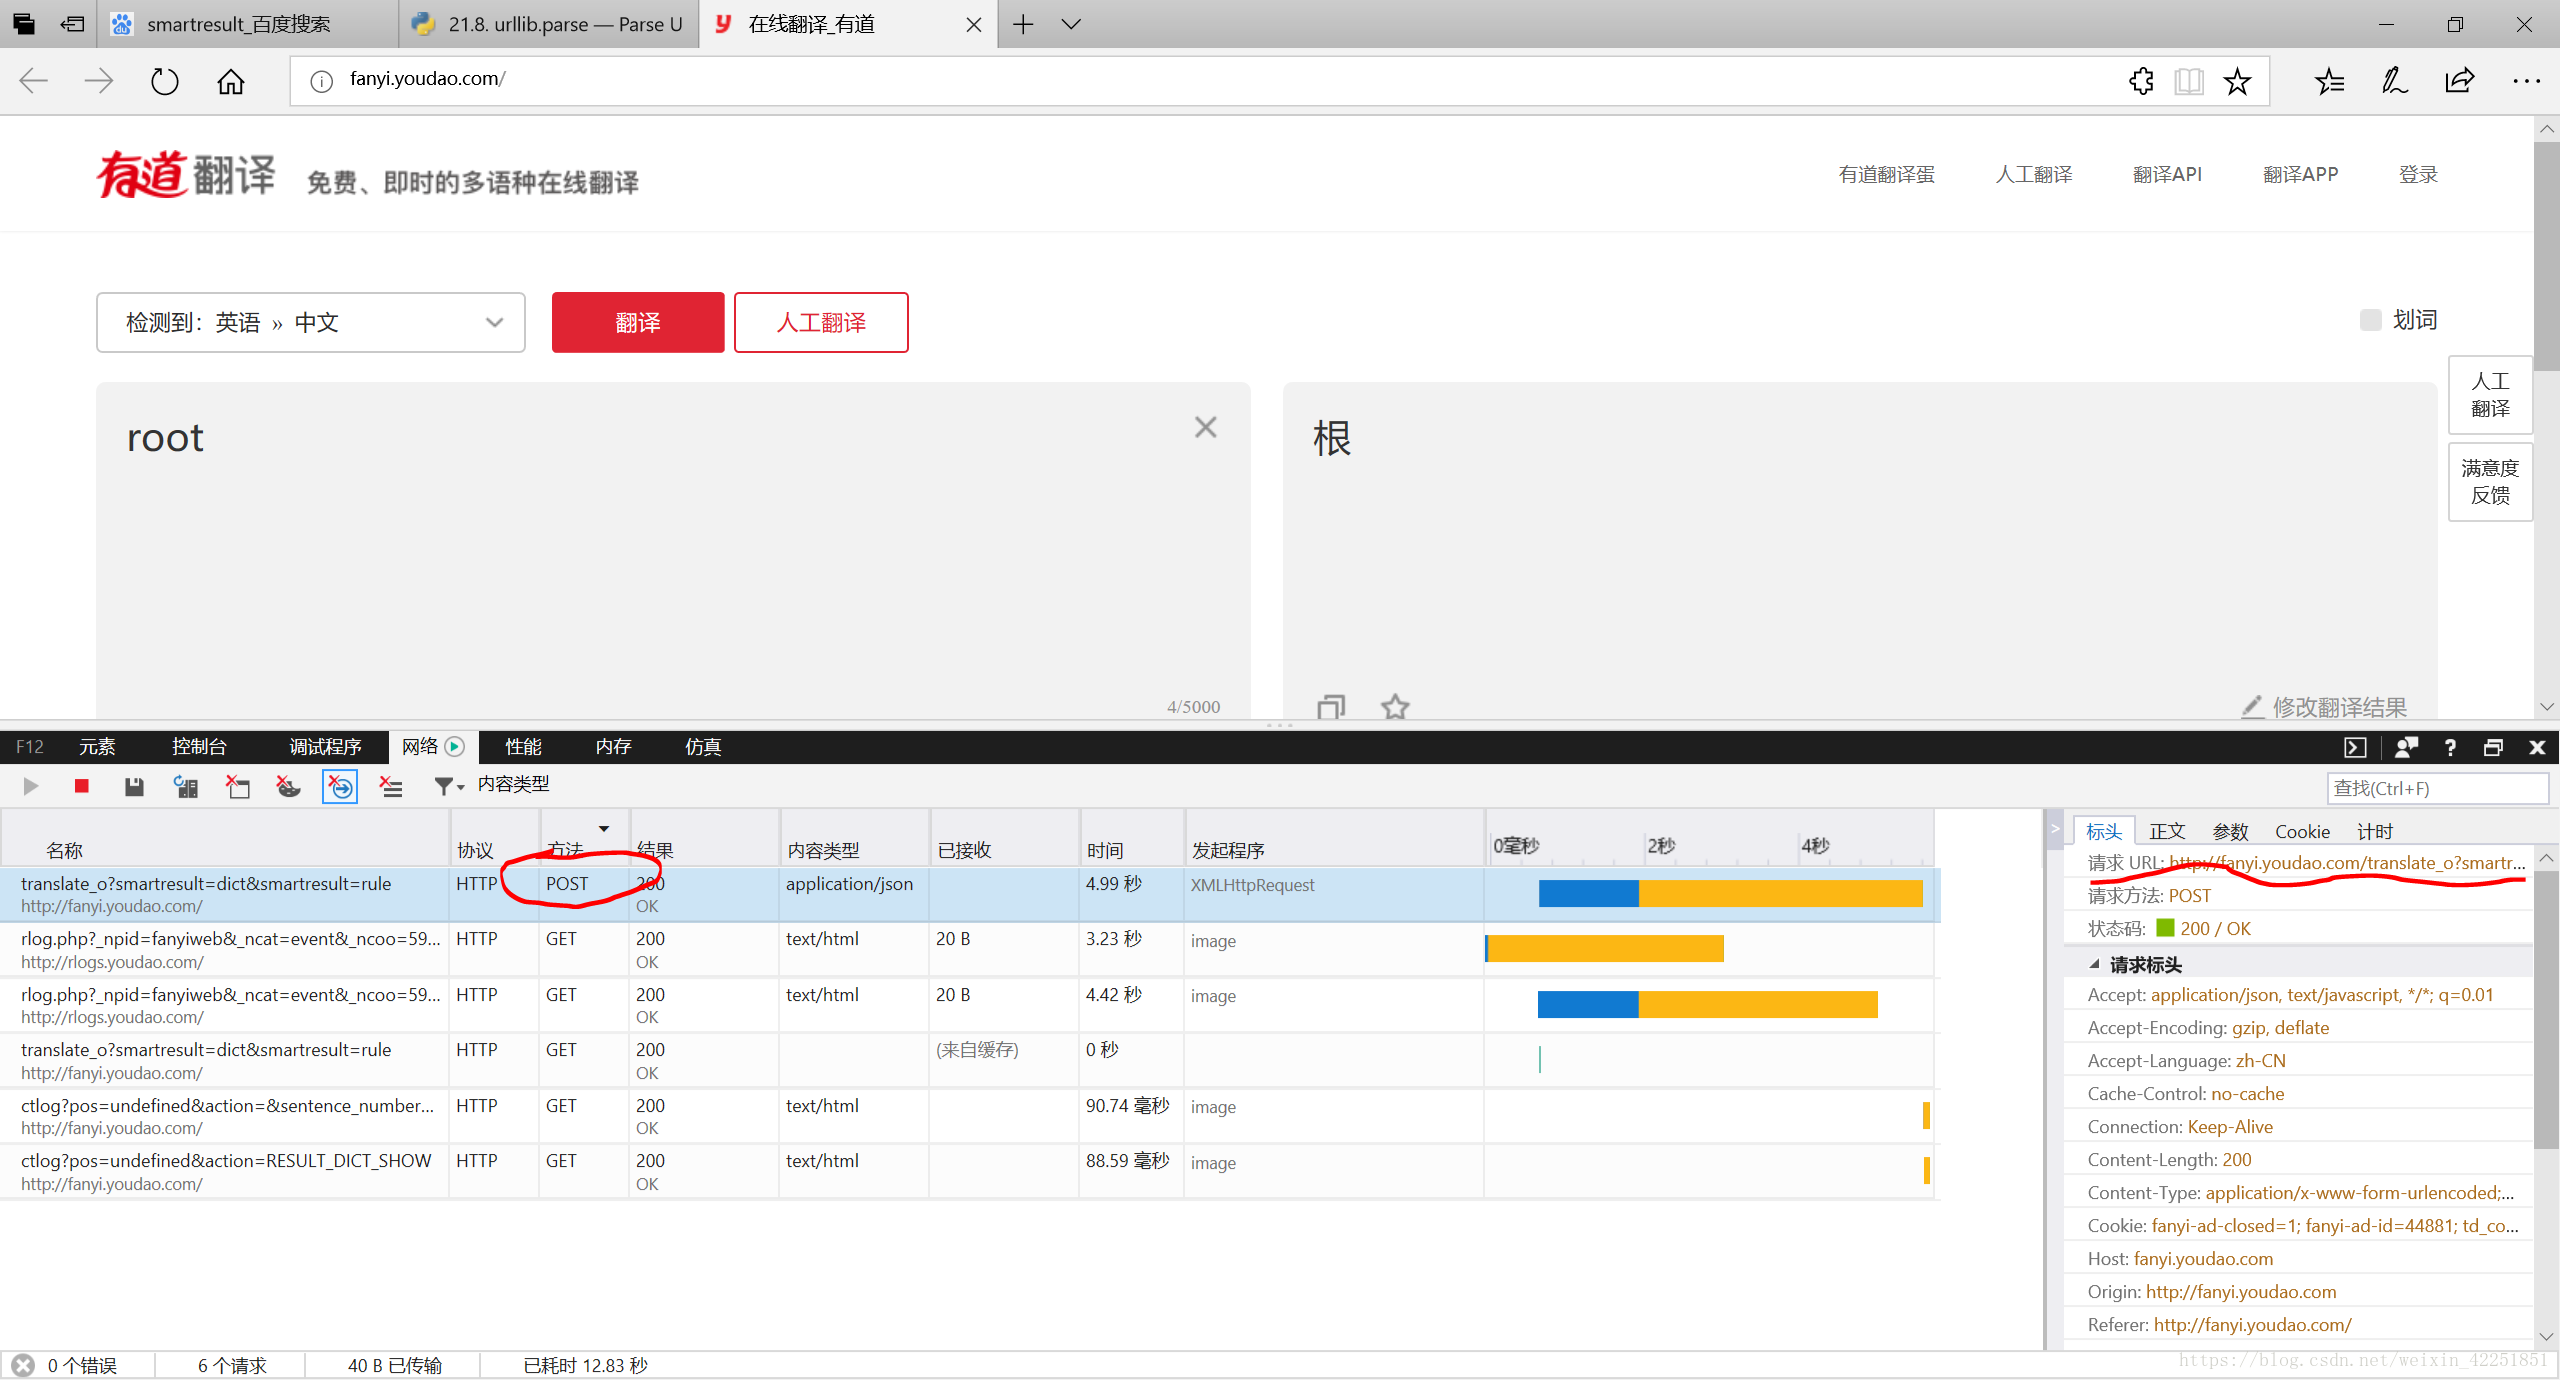 smartresult_百度搜索
21.8. urllib.parse — Parse U
在线翻译_有道
fanyi.youdao.com/
有道翻译 免费、即时的多语种在线翻译
有道翻译蛋 人工翻译 翻译API 翻译APP 登录
检测到：英语 » 中文 翻译 人工翻译
划词
人工
翻译
满意度
反馈
root
根
4/5000
修改翻译结果
F12 元素 控制台 调试程序 网络 性能 内存 仿真
内容类型
查找(Ctrl+F)
名称 协议 方法 结果 内容类型 已接收 时间 发起程序 0毫秒 2秒 4秒
translate_o?smartresult=dict&smartresult=rule HTTP POST 200 application/json 4.99 秒 XMLHttpRequest
http://fanyi.youdao.com/ OK
rlog.php?_npid=fanyiweb&_ncat=event&_ncoo=59... HTTP GET 200 text/html 20 B 3.23 秒 image
http://rlogs.youdao.com/ OK
rlog.php?_npid=fanyiweb&_ncat=event&_ncoo=59... HTTP GET 200 text/html 20 B 4.42 秒 image
http://rlogs.youdao.com/ OK
translate_o?smartresult=dict&smartresult=rule HTTP GET 200 (来自缓存) 0 秒
http://fanyi.youdao.com/ OK
ctlog?pos=undefined&action=&sentence_number... HTTP GET 200 text/html 90.74 毫秒 image
http://fanyi.youdao.com/ OK
ctlog?pos=undefined&action=RESULT_DICT_SHOW HTTP GET 200 text/html 88.59 毫秒 image
http://fanyi.youdao.com/ OK
标头 正文 参数 Cookie 计时
请求 URL: http://fanyi.youdao.com/translate_o?smartr...
请求方法: POST
状态码: 200 / OK
请求标头
Accept: application/json, text/javascript, */*; q=0.01
Accept-Encoding: gzip, deflate
Accept-Language: zh-CN
Cache-Control: no-cache
Connection: Keep-Alive
Content-Length: 200
Content-Type: application/x-www-form-urlencoded;...
Cookie: fanyi-ad-closed=1; fanyi-ad-id=44881; td_co...
Host: fanyi.youdao.com
Origin: http://fanyi.youdao.com
Referer: http://fanyi.youdao.com/
0 个错误 6 个请求 40 B 已传输 已耗时 12.83 秒
https://blog.csdn.net/weixin_42251851